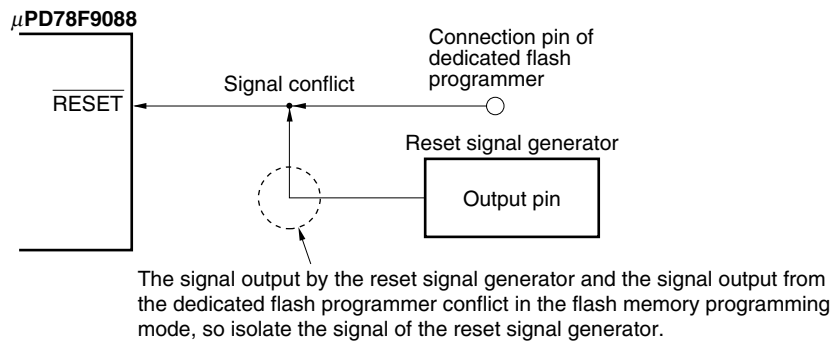 μPD78F9088
Connection pin of
dedicated flash
programmer
Signal conflict
RESET
Reset signal generator
Output pin
The signal output by the reset signal generator and the signal output from
the dedicated flash programmer conflict in the flash memory programming
mode, so isolate the signal of the reset signal generator.